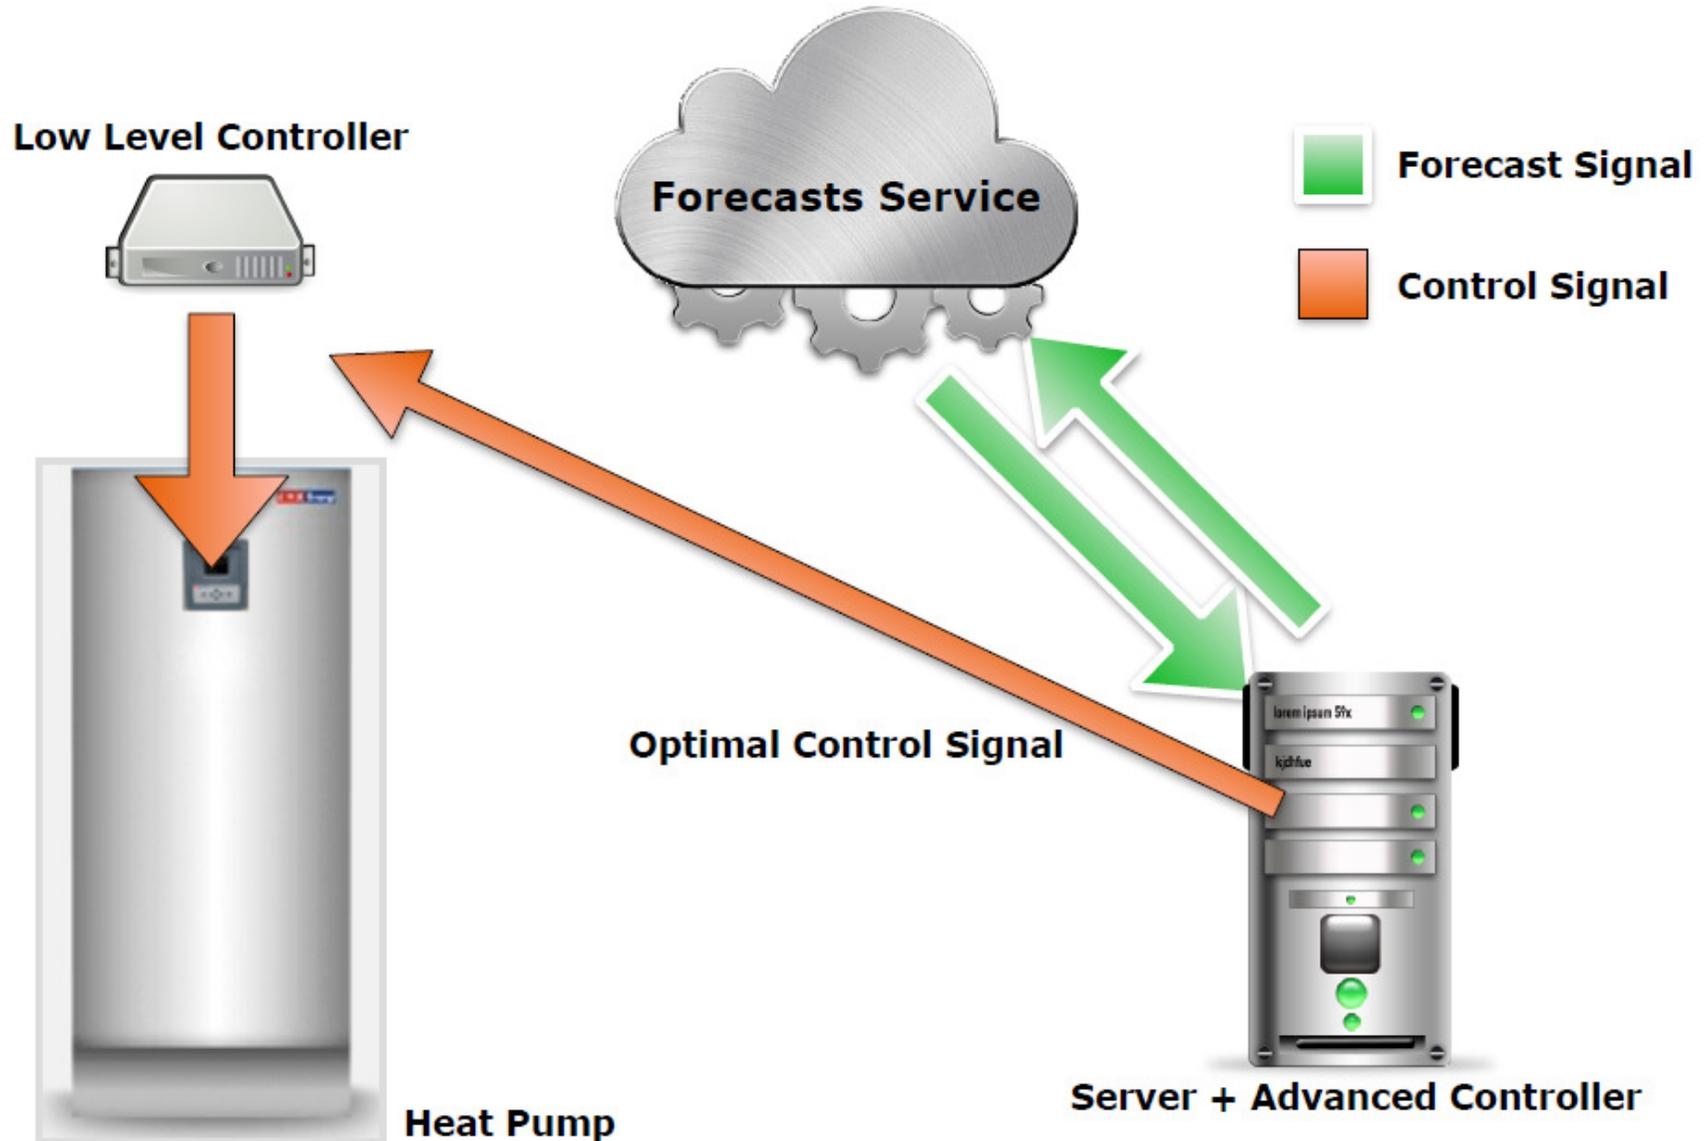 Low Level Controller
Forecasts Service
Forecast Signal
Control Signal
Optimal Control Signal
lorem ipsum 59x
kjdhfue
Server + Advanced Controller
Heat Pump